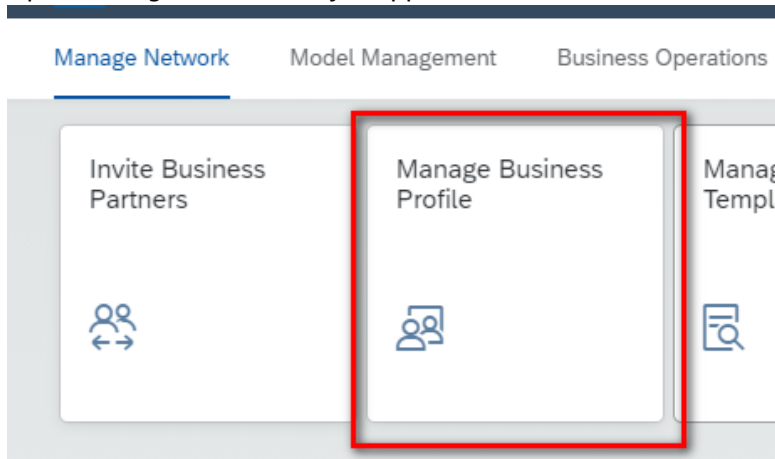 Manage Network Model Management Business Operations
Invite Business
Partners
Manage Business
Profile